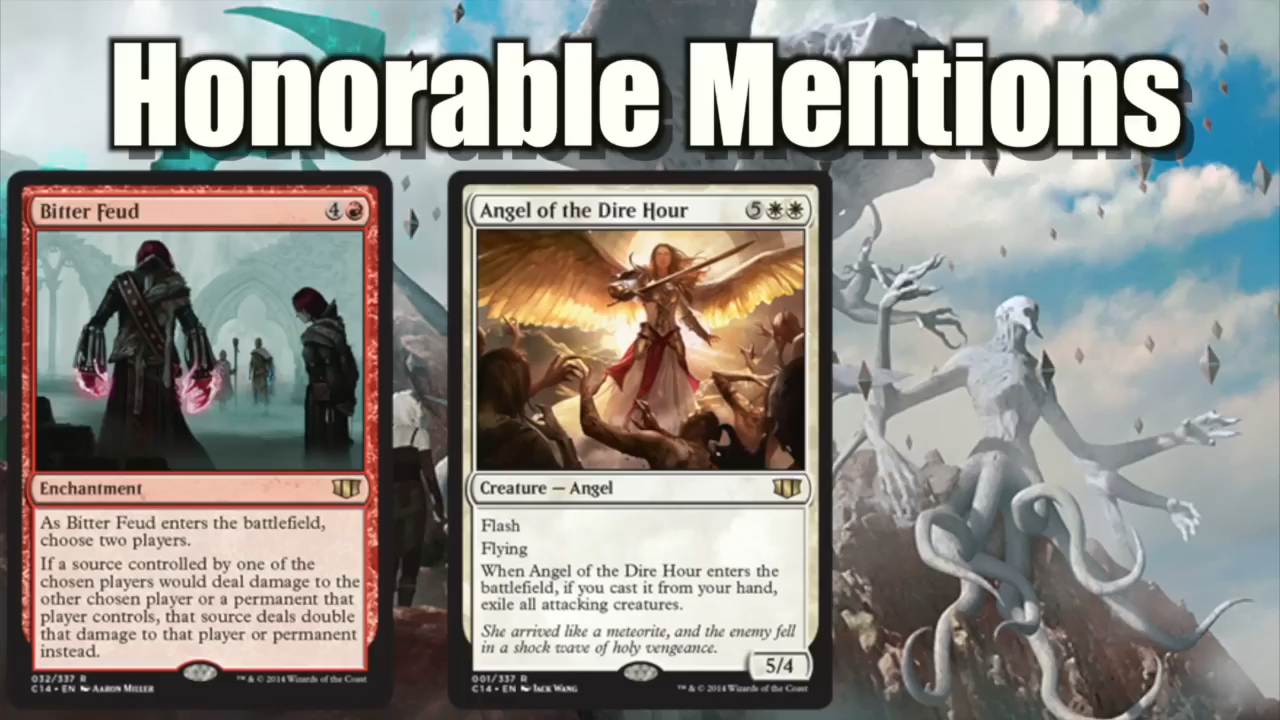 Honorable Mentions
Bitter Feud
4
Enchantment
As Bitter Feud enters the battlefield,
choose two players.
If a source controlled by one of the
chosen players would deal damage to the
other chosen player or a permanent that
player controls, that source deals double
that damage to that player or permanent
instead.
032/337 R
C14 • EN Aaron Miller
™ & © 2014 Wizards of the Coast
Angel of the Dire Hour
5
Creature — Angel
Flash
Flying
When Angel of the Dire Hour enters the
battlefield, if you cast it from your hand,
exile all attacking creatures.
She arrived like a meteorite, and the enemy fell
in a shock wave of holy vengeance.
5/4
001/337 R
C14 • EN Jack Wang
™ & © 2014 Wizards of the Coast